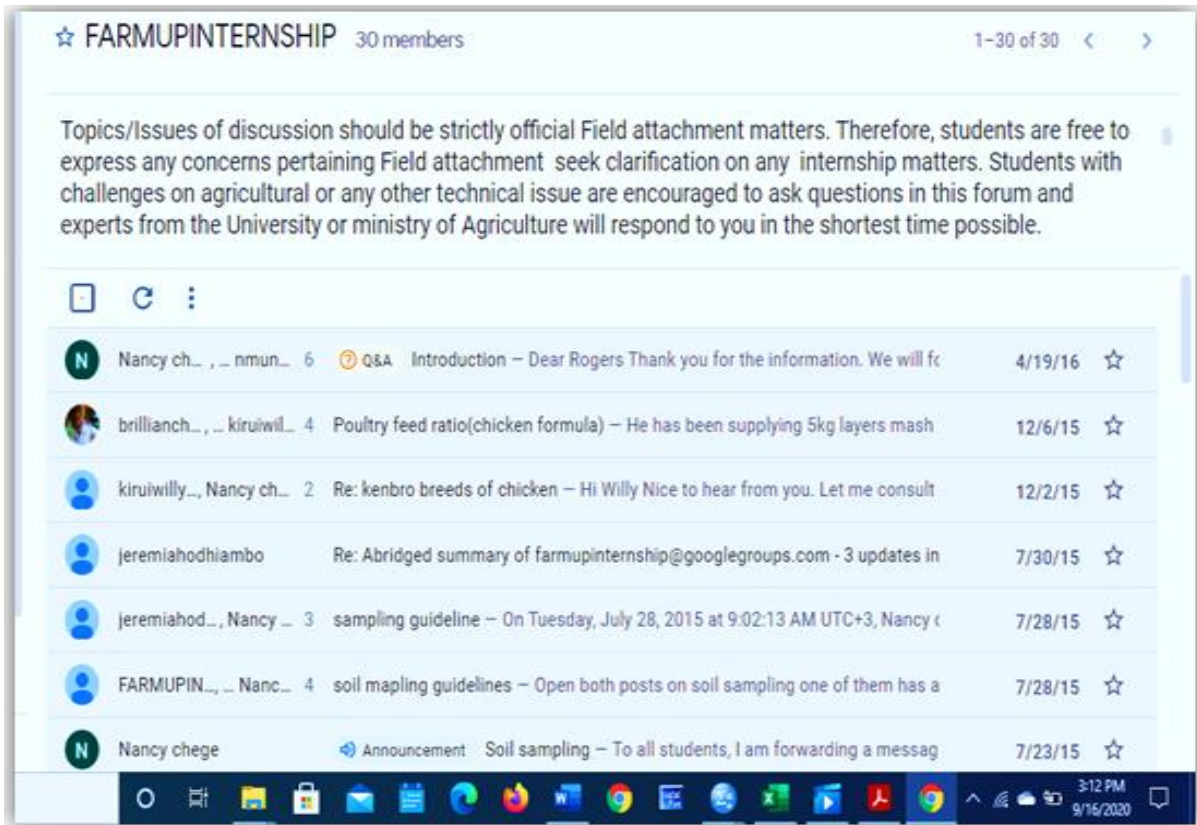 FARMUPINTERNSHIP 30 members 1–30 of 30
Topics/Issues of discussion should be strictly official Field attachment matters. Therefore, students are free to
express any concerns pertaining Field attachment seek clarification on any internship matters. Students with
challenges on agricultural or any other technical issue are encouraged to ask questions in this forum and
experts from the University or ministry of Agriculture will respond to you in the shortest time possible.
N Nancy ch... , ... nmun... 6 Q&A Introduction – Dear Rogers Thank you for the information. We will fc 4/19/16
brillianch... , ... kiruiwil... 4 Poultry feed ratio(chicken formula) – He has been supplying 5kg layers mash 12/6/15
kiruiwilly..., Nancy ch... 2 Re: kenbro breeds of chicken – Hi Willy Nice to hear from you. Let me consult 12/2/15
jeremiahodhiambo Re: Abridged summary of farmupinternship@googlegroups.com - 3 updates in 7/30/15
jeremiahod... , Nancy ... 3 sampling guideline – On Tuesday, July 28, 2015 at 9:02:13 AM UTC+3, Nancy c 7/28/15
FARMUPIN... , ... Nanc... 4 soil mapling guidelines – Open both posts on soil sampling one of them has a 7/28/15
N Nancy chege Announcement Soil sampling – To all students, I am forwarding a messag 7/23/15
3:12 PM
9/16/2020